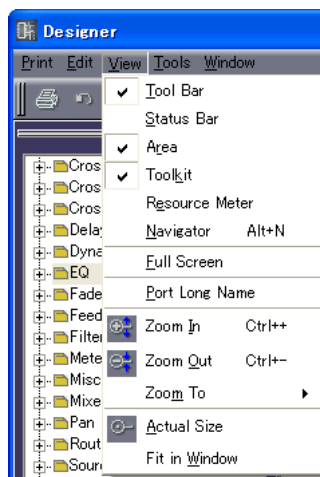 Designer
Print Edit View Tools Window
Tool Bar
Status Bar
Area
Toolkit
Resource Meter
Navigator Alt+N
Full Screen
Port Long Name
Zoom In Ctrl++
Zoom Out Ctrl+-
Zoom To
Actual Size
Fit in Window
Cros
Cros
Cros
Dela
Dyna
EQ
Fade
Feed
Filte
Mete
Misc
Mixe
Pan
Rout
Sour